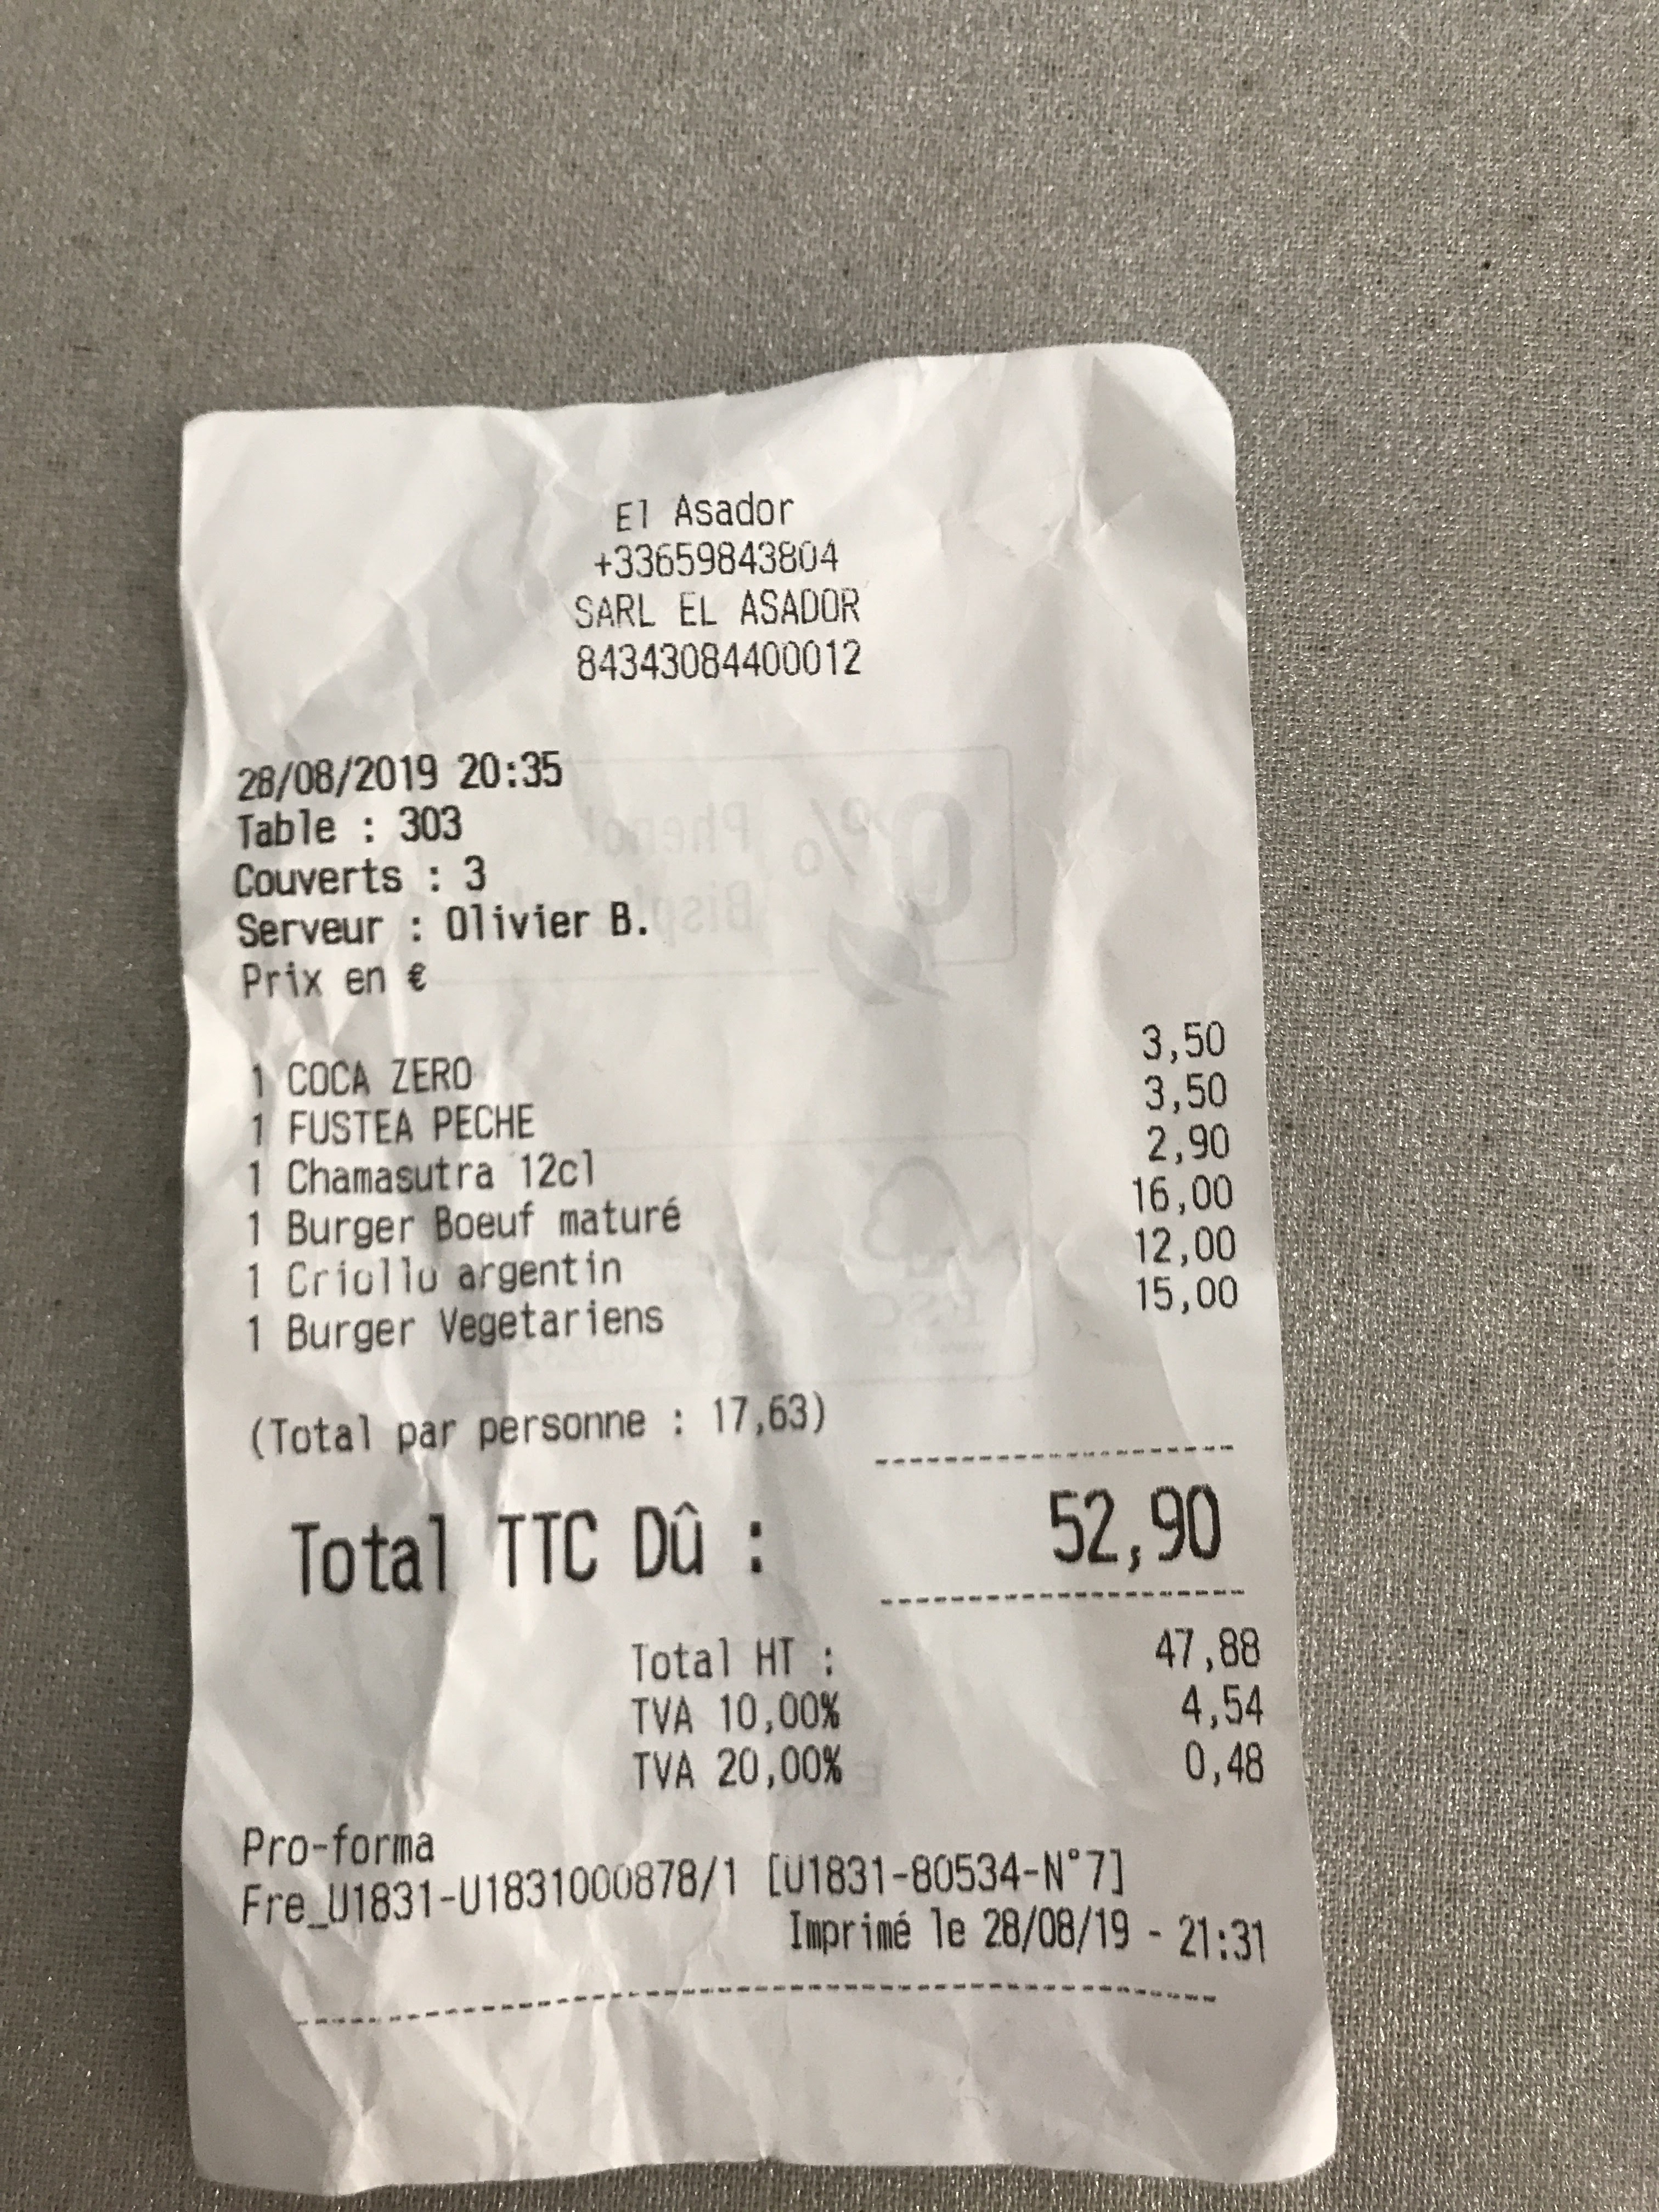 El Asador
+33659843804
SARL EL ASADOR
84343084400012
28/08/2019 20:35
Table : 303
Couverts : 3
Serveur : Olivier B.
Prix en €
1 COCA ZERO 3,50
1 FUSTEA PECHE 3,50
1 Chamasutra 12cl 2,90
1 Burger Boeuf maturé 16,00
1 Criollo argentin 12,00
1 Burger Vegetariens 15,00
(Total par personne : 17,63)
Total TTC Dû : 52,90
Total HT : 47,88
TVA 10,00% 4,54
TVA 20,00% 0,48
Pro-forma
Fre_U1831-U1831000878/1 [U1831-80534-N°7]
Imprimé le 28/08/19 - 21:31
0% Phenol
FSC